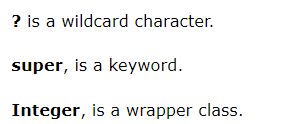 ? is a wildcard character.
super, is a keyword.
Integer, is a wrapper class.